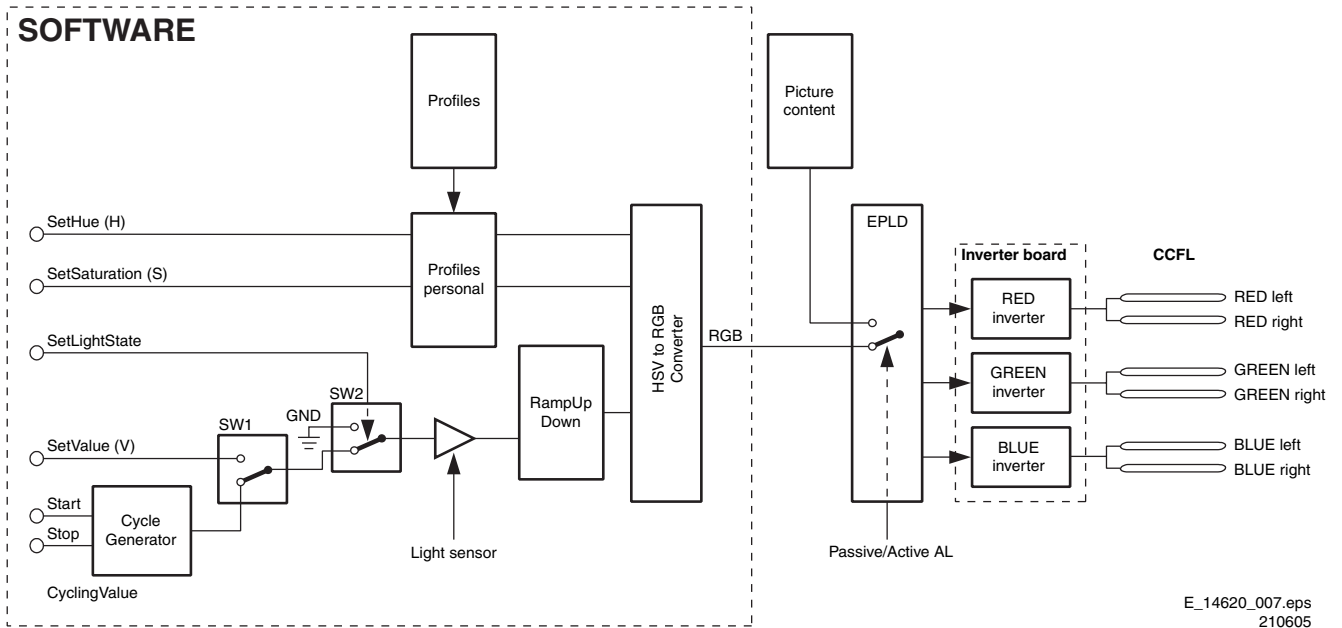 SOFTWARE
Profiles
Picture
content
SetHue (H)
SetSaturation (S)
Profiles
personal
SetLightState
HSV to RGB
Converter
RGB
EPLD
Inverter board
CCFL
RED
inverter
RED left
RED right
GREEN
inverter
GREEN left
GREEN right
BLUE
inverter
BLUE left
BLUE right
RampUp
Down
SW2
GND
SW1
SetValue (V)
Start
Stop
Cycle
Generator
CyclingValue
Light sensor
Passive/Active AL
E_14620_007.eps
210605